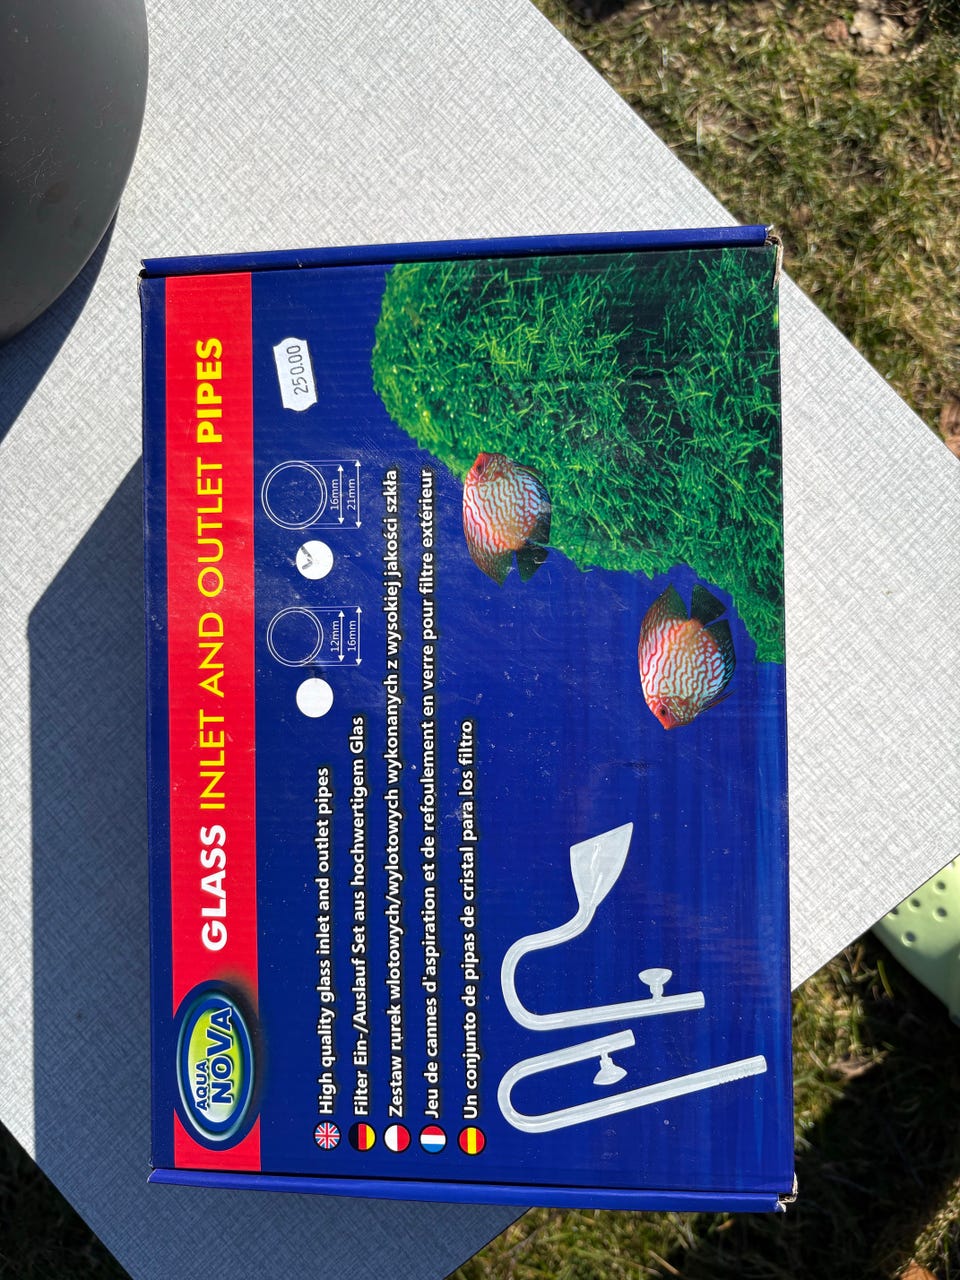 AQUA
NOVA
GLASS INLET AND OUTLET PIPES
250.00
High quality glass inlet and outlet pipes
Filter Ein-/Auslauf Set aus hochwertigem Glas
Zestaw rurek wlotowych/wylotowych wykonanych z wysokiej jakości szkła
Jeu de cannes d'aspiration et de refoulement en verre pour filtre extérieur
Un conjunto de pipas de cristal para los filtro
12mm
16mm
16mm
21mm